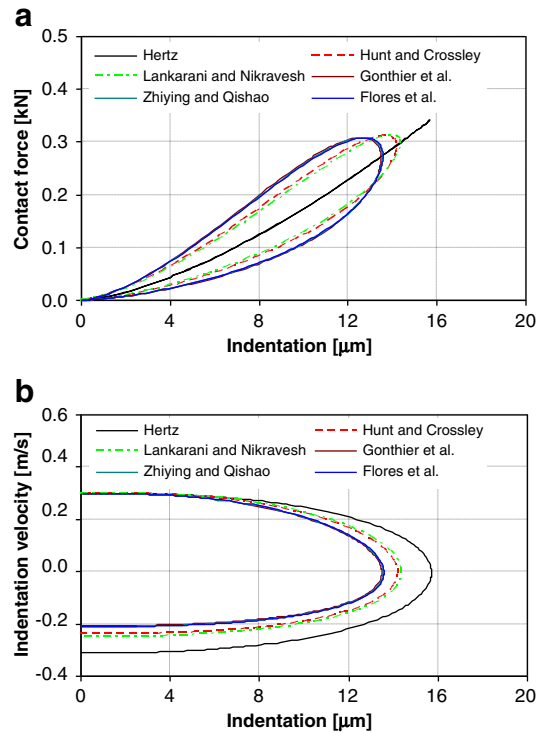 a
Contact force [kN]
0.5
0.4
0.3
0.2
0.1
0.0
Hertz
Hunt and Crossley
Lankarani and Nikravesh
Gonthier et al.
Zhiying and Qishao
Flores et al.
0
4
8
12
16
20
Indentation [µm]
b
Indentation velocity [m/s]
0.6
0.4
0.2
0.0
-0.2
-0.4
Hertz
Hunt and Crossley
Lankarani and Nikravesh
Gonthier et al.
Zhiying and Qishao
Flores et al.
0
4
8
12
16
20
Indentation [µm]